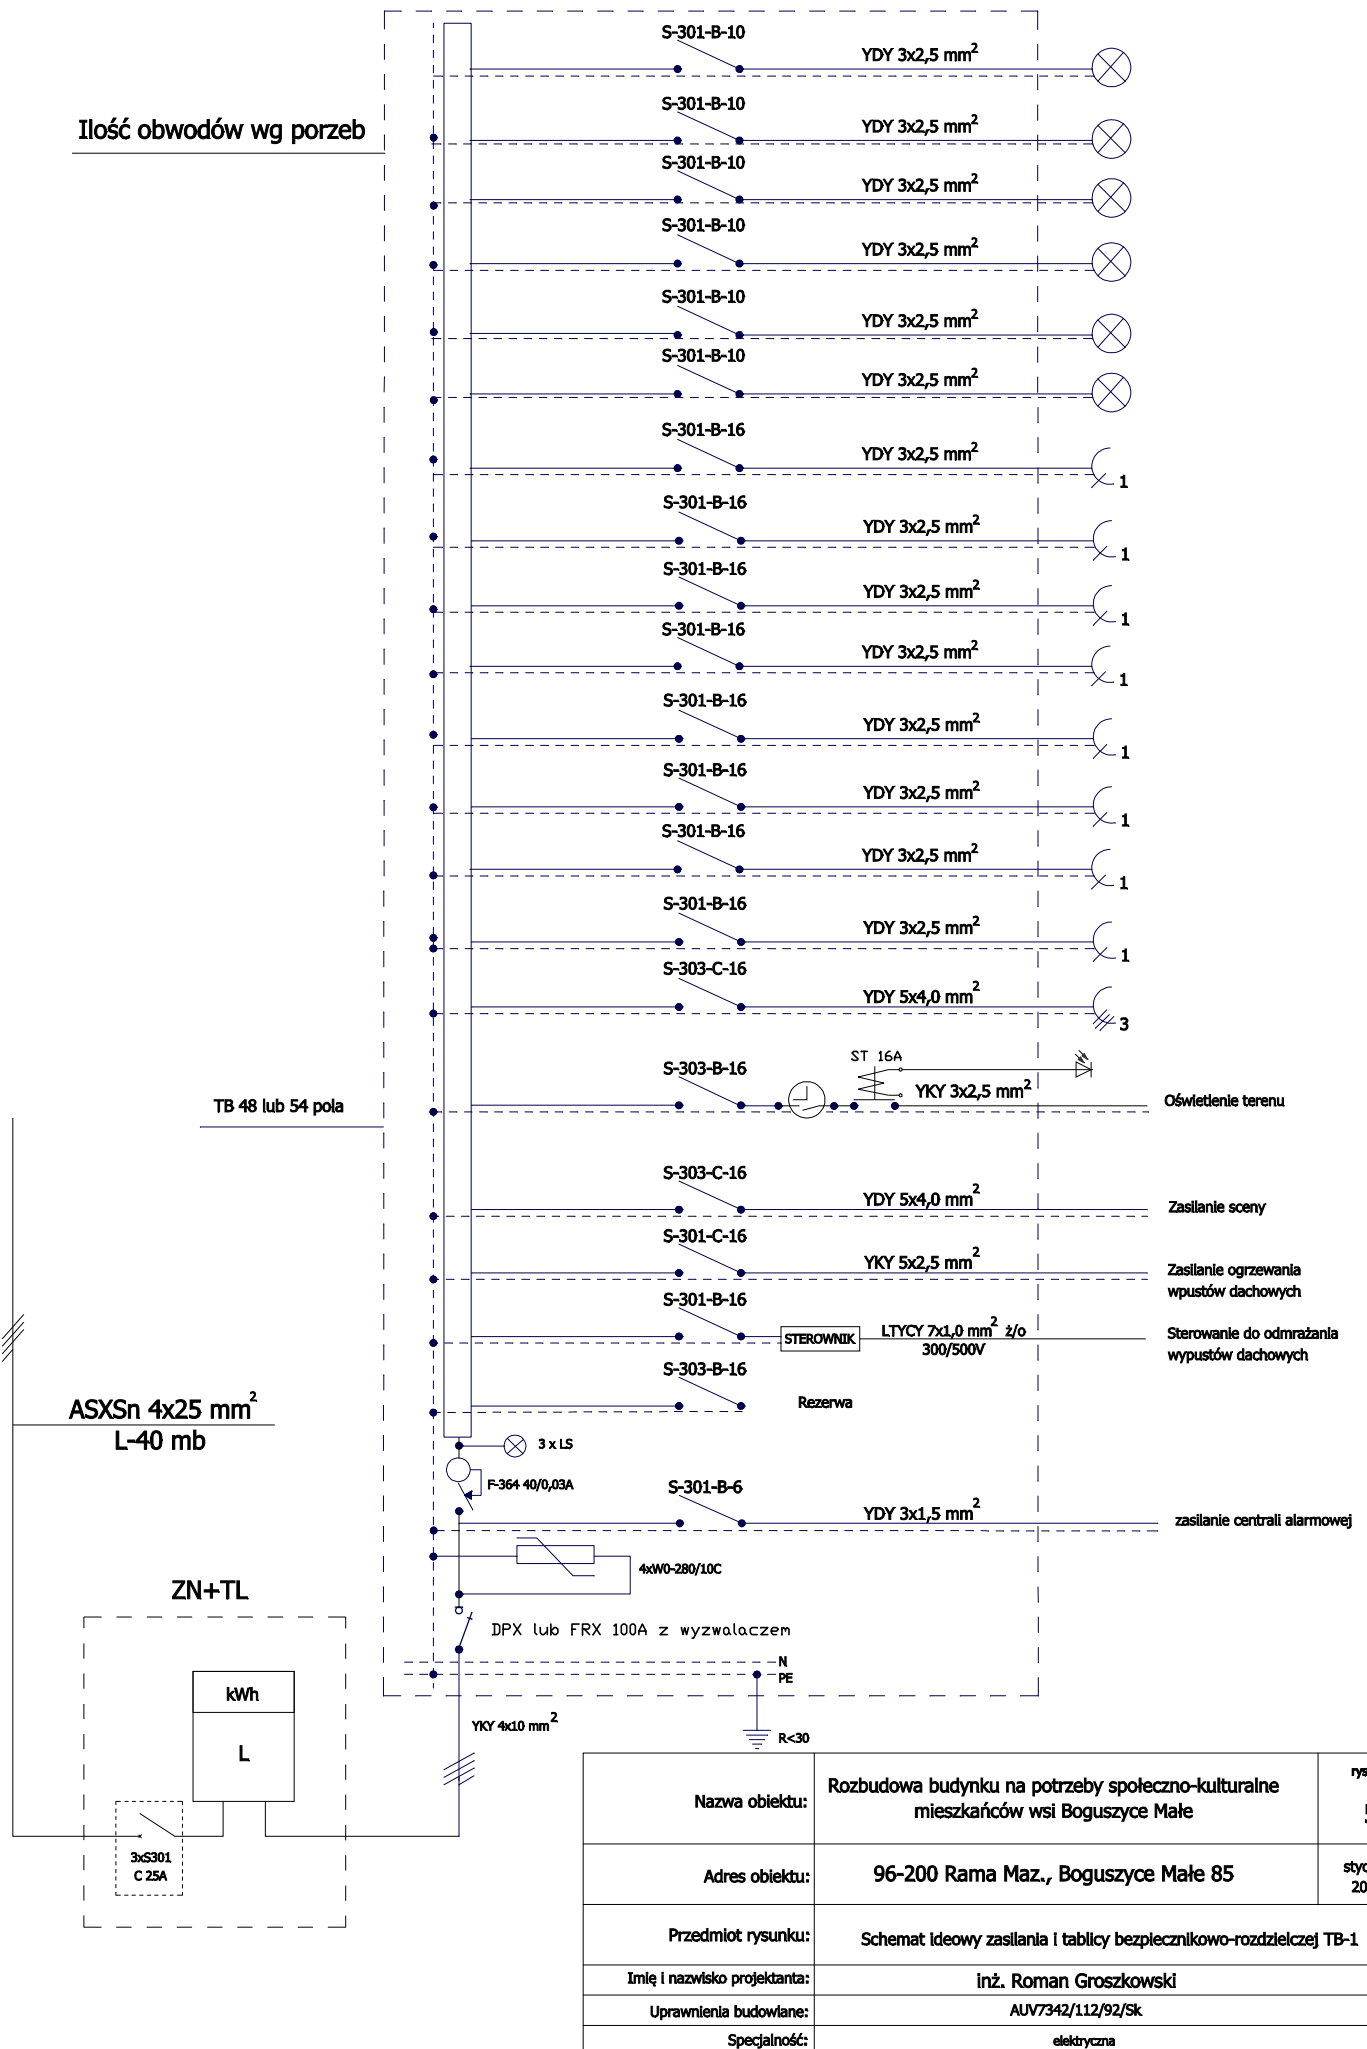 S-301-B-10
YDY 3x2,5 mm²
Ilość obwodów wg porzeb
S-301-B-10
YDY 3x2,5 mm²
S-301-B-10
YDY 3x2,5 mm²
S-301-B-10
YDY 3x2,5 mm²
S-301-B-10
YDY 3x2,5 mm²
S-301-B-10
YDY 3x2,5 mm²
S-301-B-16
YDY 3x2,5 mm²
1
S-301-B-16
YDY 3x2,5 mm²
1
S-301-B-16
YDY 3x2,5 mm²
1
S-301-B-16
YDY 3x2,5 mm²
1
S-301-B-16
YDY 3x2,5 mm²
1
S-301-B-16
YDY 3x2,5 mm²
1
S-301-B-16
YDY 3x2,5 mm²
1
S-301-B-16
YDY 3x2,5 mm²
1
S-303-C-16
YDY 5x4,0 mm²
3
S-303-B-16
ST 16A
YKY 3x2,5 mm²
Oświetlenie terenu
TB 48 lub 54 pola
S-303-C-16
YDY 5x4,0 mm²
Zasilanie sceny
S-301-C-16
YKY 5x2,5 mm²
Zasilanie ogrzewania
wpustów dachowych
S-301-B-16
STEROWNIK
LTYCY 7x1,0 mm² ż/o
300/500V
Sterowanie do odmrażania
wypustów dachowych
S-303-B-16
Rezerwa
ASXSn 4x25 mm²
L-40 mb
3 x LS
F-364 40/0,03A
S-301-B-6
YDY 3x1,5 mm²
zasilanie centrali alarmowej
4xW0-280/10C
ZN+TL
DPX lub FRX 100A z wyzwalaczem
N
PE
kWh
L
YKY 4x10 mm²
R<30
3xS301
C 25A
Nazwa obiektu:
Rozbudowa budynku na potrzeby społeczno-kulturalne
mieszkańców wsi Boguszyce Małe
Adres obiektu:
96-200 Rama Maz., Boguszyce Małe 85
Przedmiot rysunku:
Schemat ideowy zasilania i tablicy bezpiecznikowo-rozdzielczej TB-1
Imię i nazwisko projektanta:
inż. Roman Groszkowski
Uprawnienia budowlane:
AUV7342/112/92/Sk
Specjalność:
elektryczna